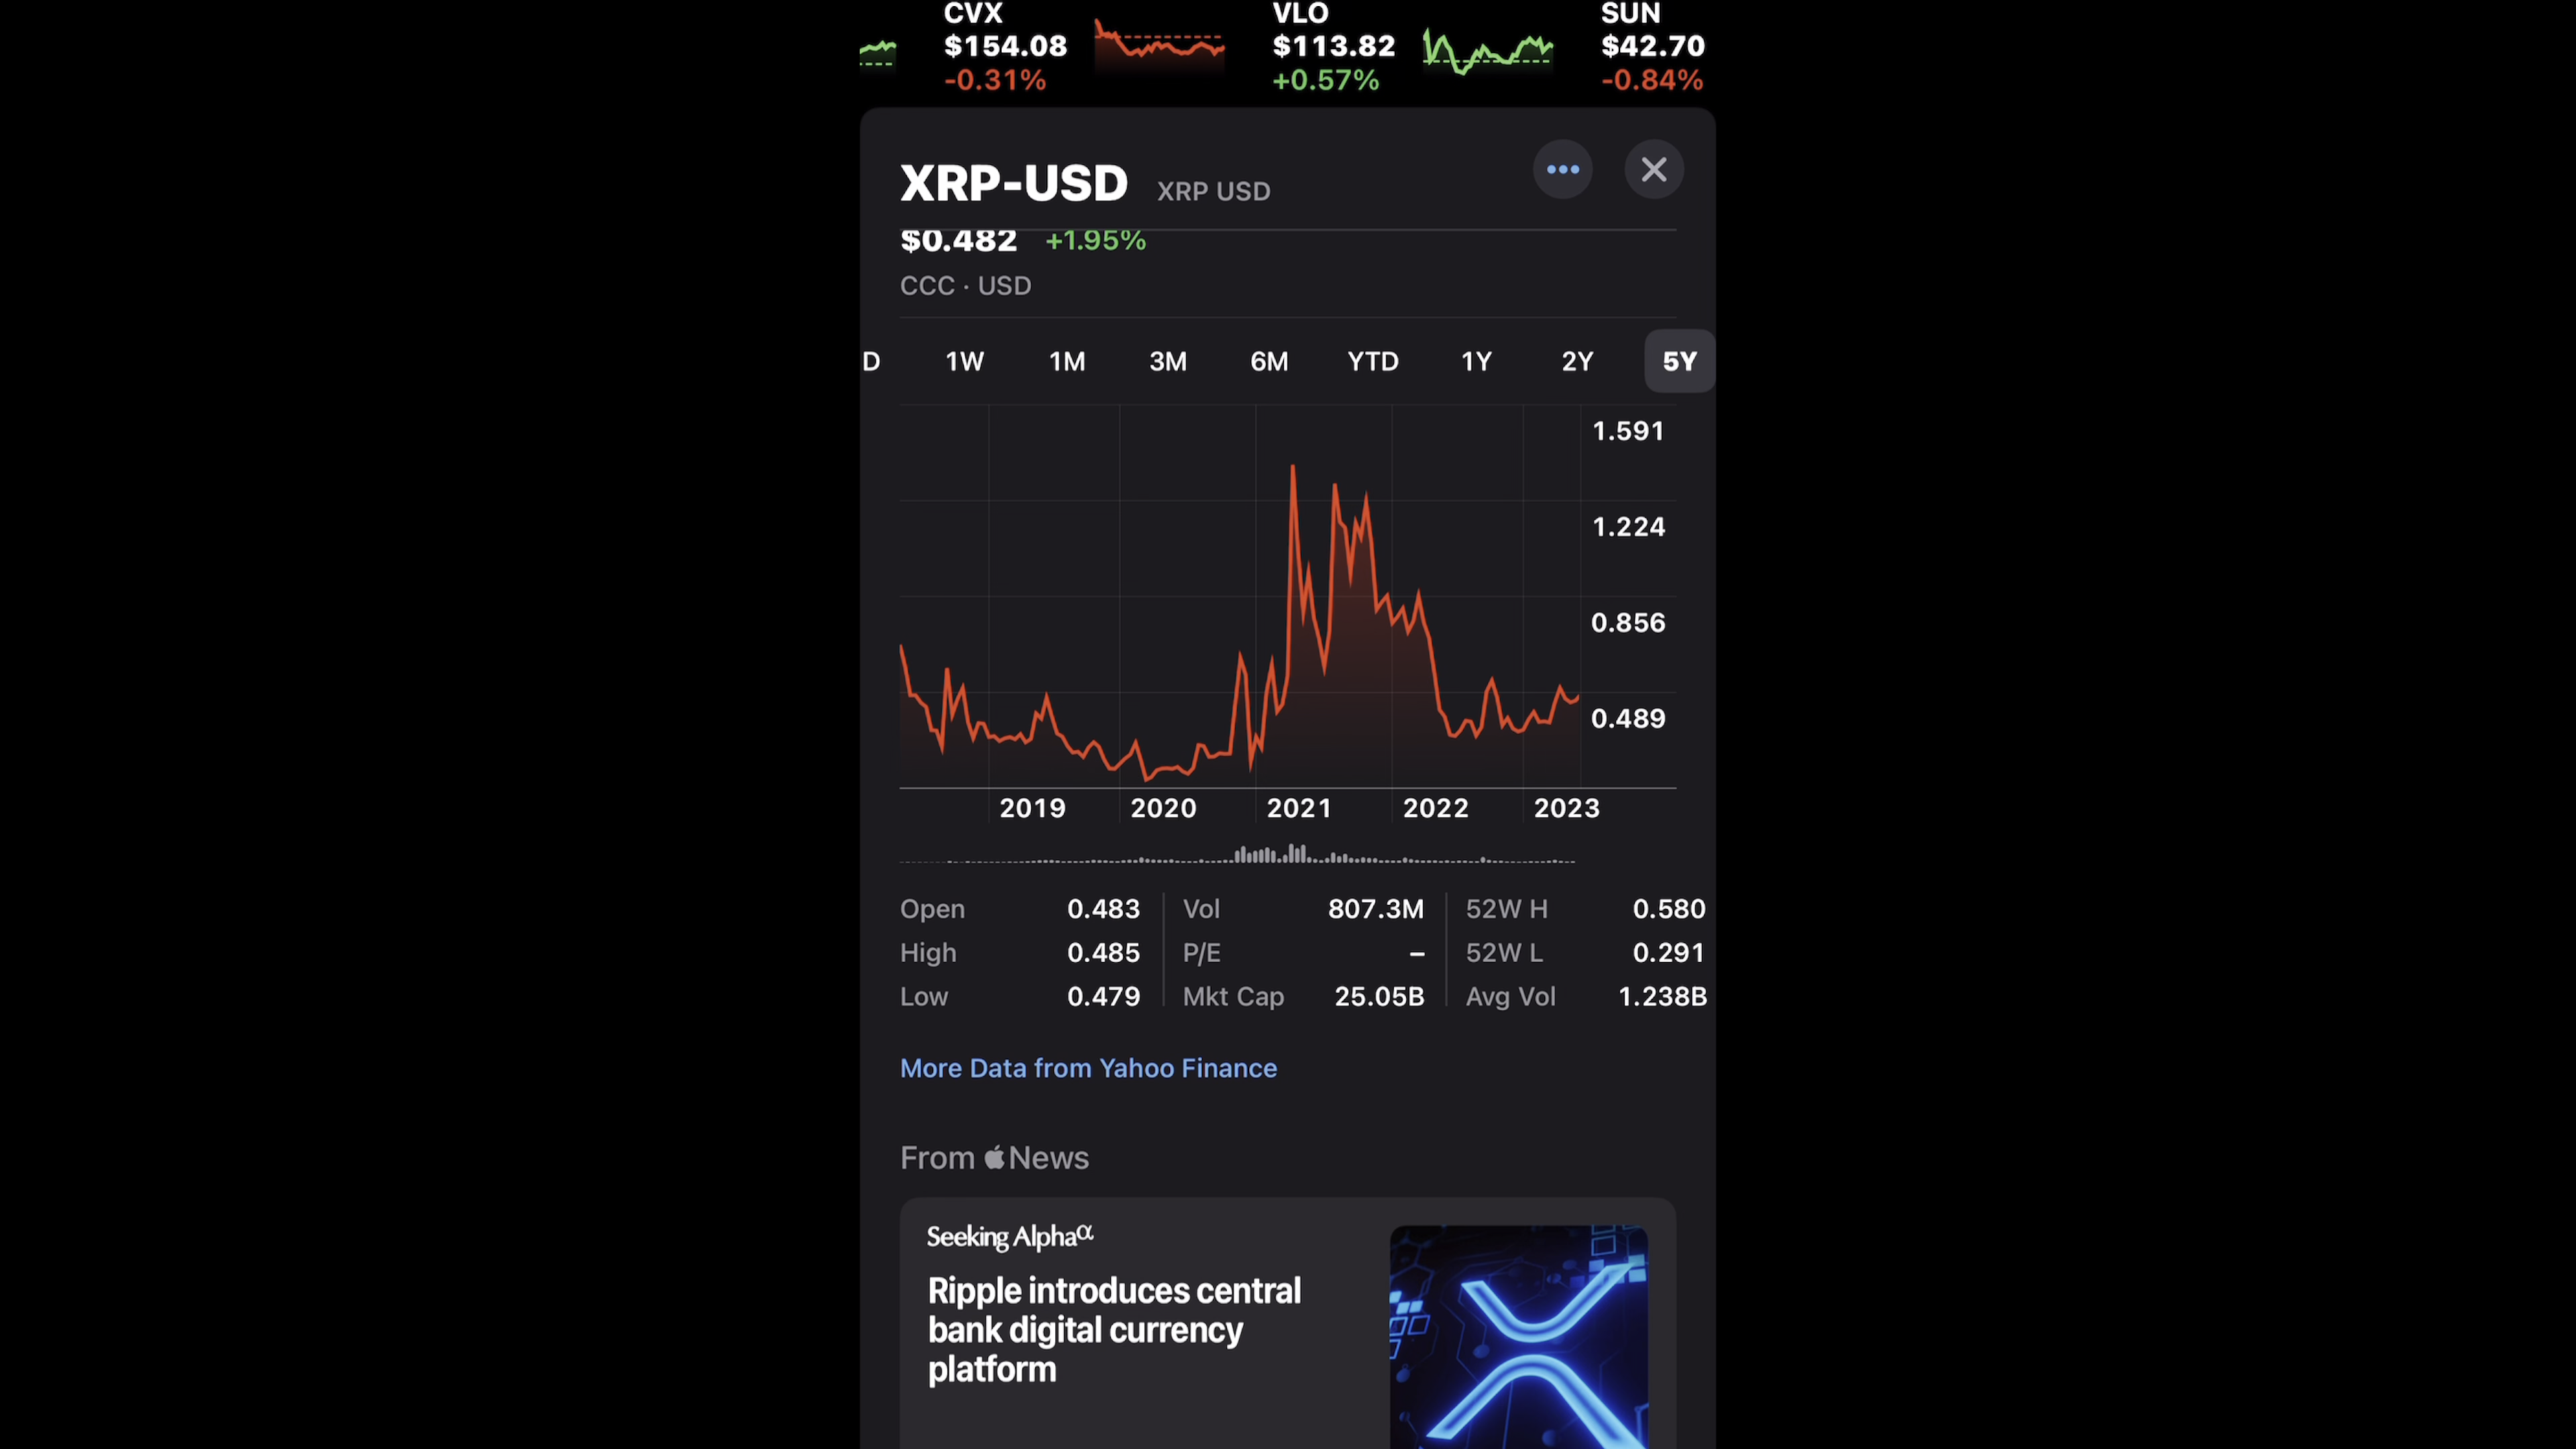 CVX
$154.08
-0.31%
VLO
$113.82
+0.57%
SUN
$42.70
-0.84%
XRP-USD XRP USD
$0.482 +1.95%
CCC · USD
D 1W 1M 3M 6M YTD 1Y 2Y 5Y
1.591
1.224
0.856
0.489
2019 2020 2021 2022 2023
Open 0.483 Vol 807.3M 52W H 0.580
High 0.485 P/E – 52W L 0.291
Low 0.479 Mkt Cap 25.05B Avg Vol 1.238B
More Data from Yahoo Finance
From News
Seeking Alphaα
Ripple introduces central
bank digital currency
platform